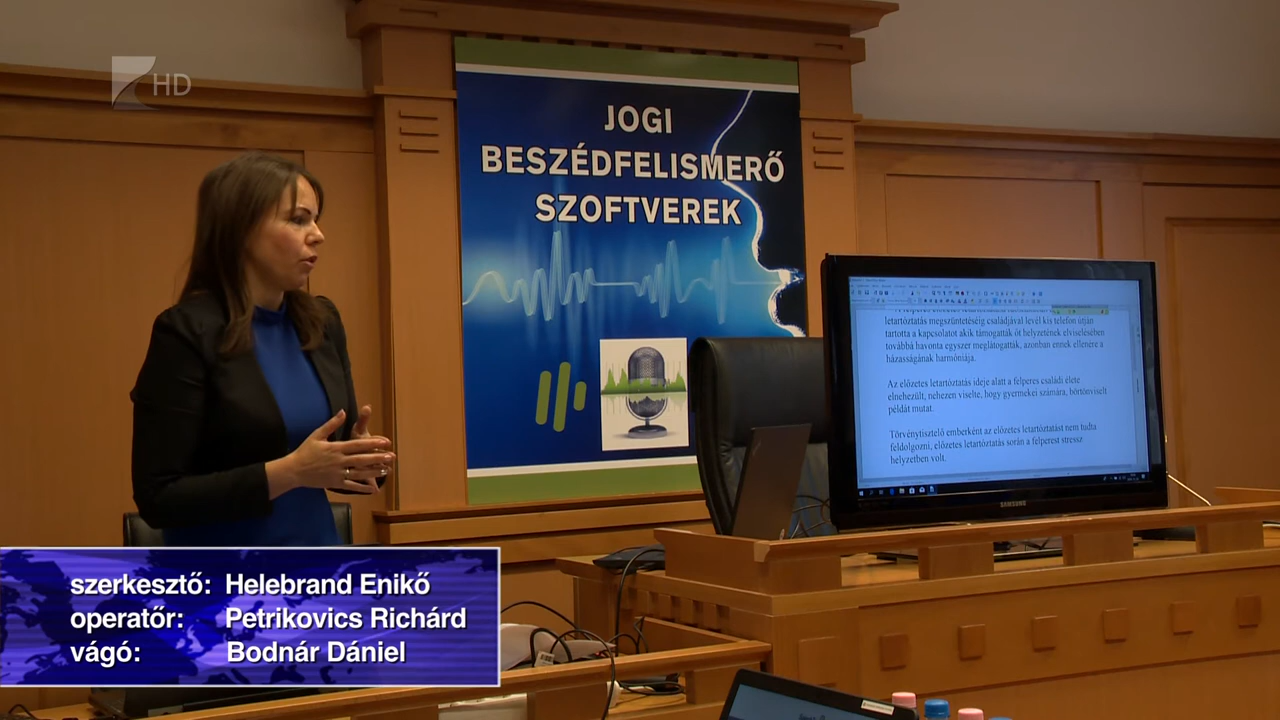 HD
JOGI
BESZÉDFELISMERŐ
SZOFTVEREK
letartóztatás megszüntetéséig családjával levél kis telefon útján
tartotta a kapcsolatot akik támogatták őt helyzetének elviselésében
továbbá havonta egyszer meglátogatták, azonban ennek ellenére a
házasságának harmóniája.
Az előzetes letartóztatás ideje alatt a felperes családi élete
elnehezült, nehezen viselte, hogy gyermekei számára, börtönviselt
példát mutat.
Törvénytisztelő emberként az előzetes letartóztatást nem tudta
feldolgozni, előzetes letartóztatás során a felperest stressz
helyzetben volt.
SAMSUNG
szerkesztő: Helebrand Enikő
operatőr: Petrikovics Richárd
vágó: Bodnár Dániel